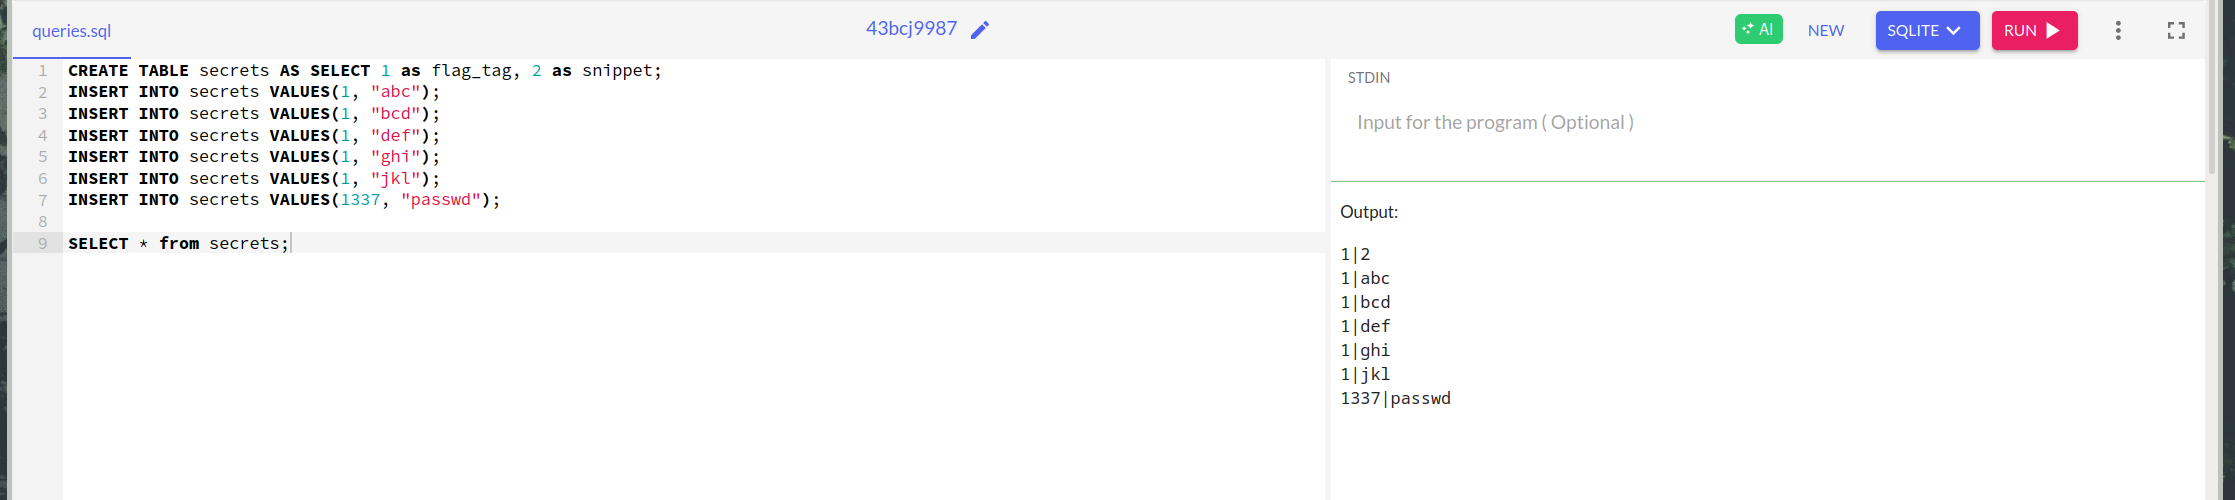 queries.sql
43bcj9987
AI
NEW
SQLITE
RUN
1 CREATE TABLE secrets AS SELECT 1 as flag_tag, 2 as snippet;
2 INSERT INTO secrets VALUES(1, "abc");
3 INSERT INTO secrets VALUES(1, "bcd");
4 INSERT INTO secrets VALUES(1, "def");
5 INSERT INTO secrets VALUES(1, "ghi");
6 INSERT INTO secrets VALUES(1, "jkl");
7 INSERT INTO secrets VALUES(1337, "passwd");
8
9 SELECT * from secrets;
STDIN
Input for the program ( Optional )
Output:
1|2
1|abc
1|bcd
1|def
1|ghi
1|jkl
1337|passwd